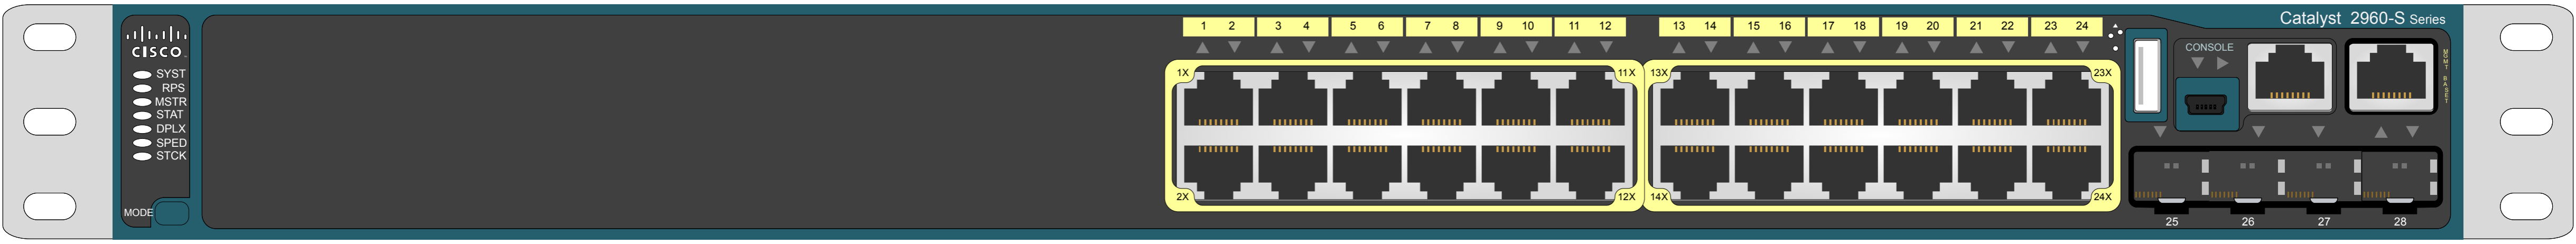 Catalyst 2960-S Series
CISCO
SYST
RPS
MSTR
STAT
DPLX
SPED
STCK
MODE
1 2 3 4 5 6 7 8 9 10 11 12 13 14 15 16 17 18 19 20 21 22 23 24
1X 11X 13X 23X
2X 12X 14X 24X
CONSOLE
MGMT BASET
25 26 27 28